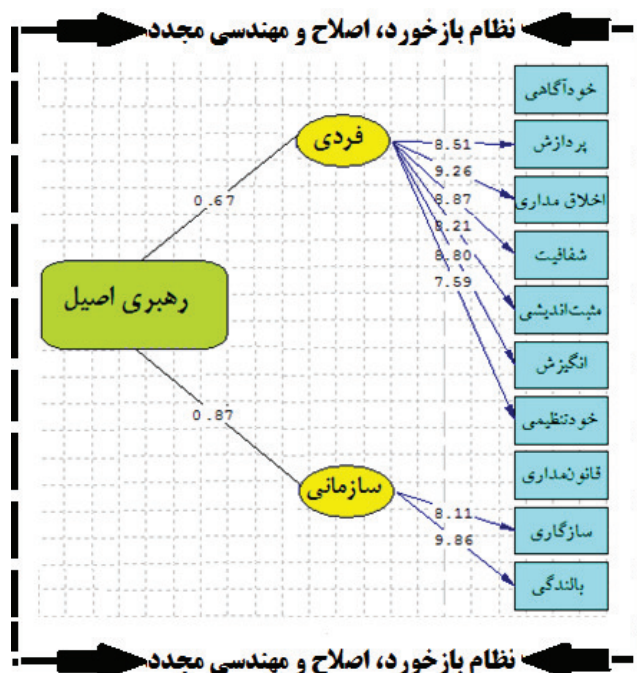 نظام بازخورد، اصلاح و مهندسی مجدد
خودآگاهی
فردی
8.51
پردازش
9.26
اخلاق مداری
0.67
8.87
شفافیت
8.21
رهبری اصیل
8.80
7.59
مثبت‌اندیشی
انگیزش
0.87
خودتنظیمی
قانون‌مداری
سازمانی
8.11
سازگاری
9.86
بالندگی
نظام بازخورد، اصلاح و مهندسی مجدد